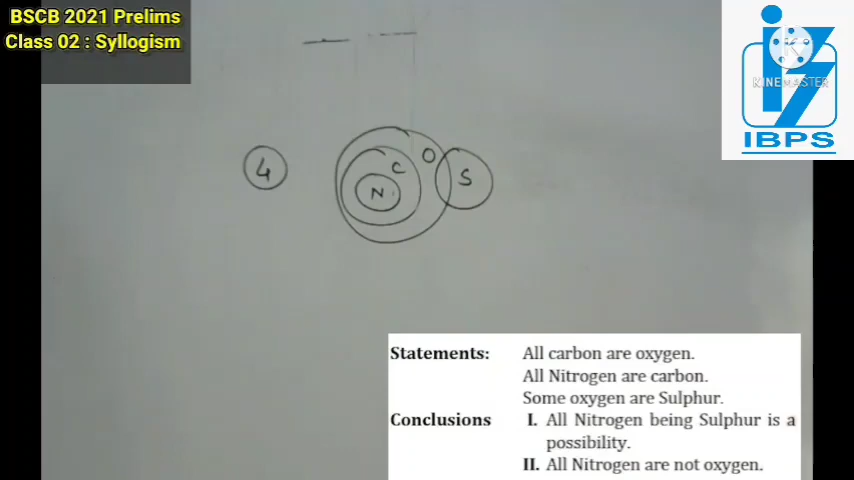 BSCB 2021 Prelims
Class 02 : Syllogism
KINEMASTER
IBPS
4
O
C
S
N
Statements: All carbon are oxygen.
All Nitrogen are carbon.
Some oxygen are Sulphur.
Conclusions I. All Nitrogen being Sulphur is a
possibility.
II. All Nitrogen are not oxygen.